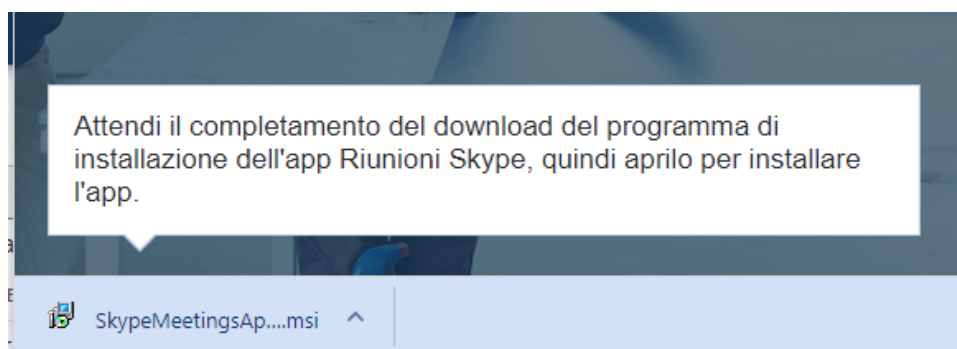 Attendi il completamento del download del programma di
installazione dell'app Riunioni Skype, quindi aprilo per installare
l'app.
SkypeMeetingsAp....msi